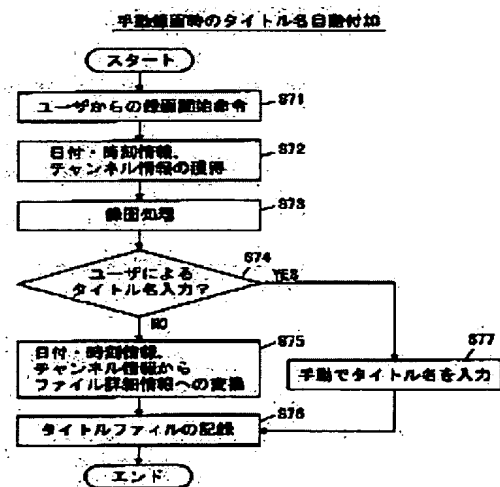 手動録画時のタイトル名自動付加
スタート
ユーザからの録画開始命令
S71
日付・時刻情報、
チャンネル情報の獲得
S72
録画処理
S73
ユーザによる
タイトル名入力?
S74
YES
NO
日付・時刻情報、
チャンネル情報から
ファイル詳細情報への変換
S75
手動でタイトル名を入力
S77
タイトルファイルの記録
S76
エンド